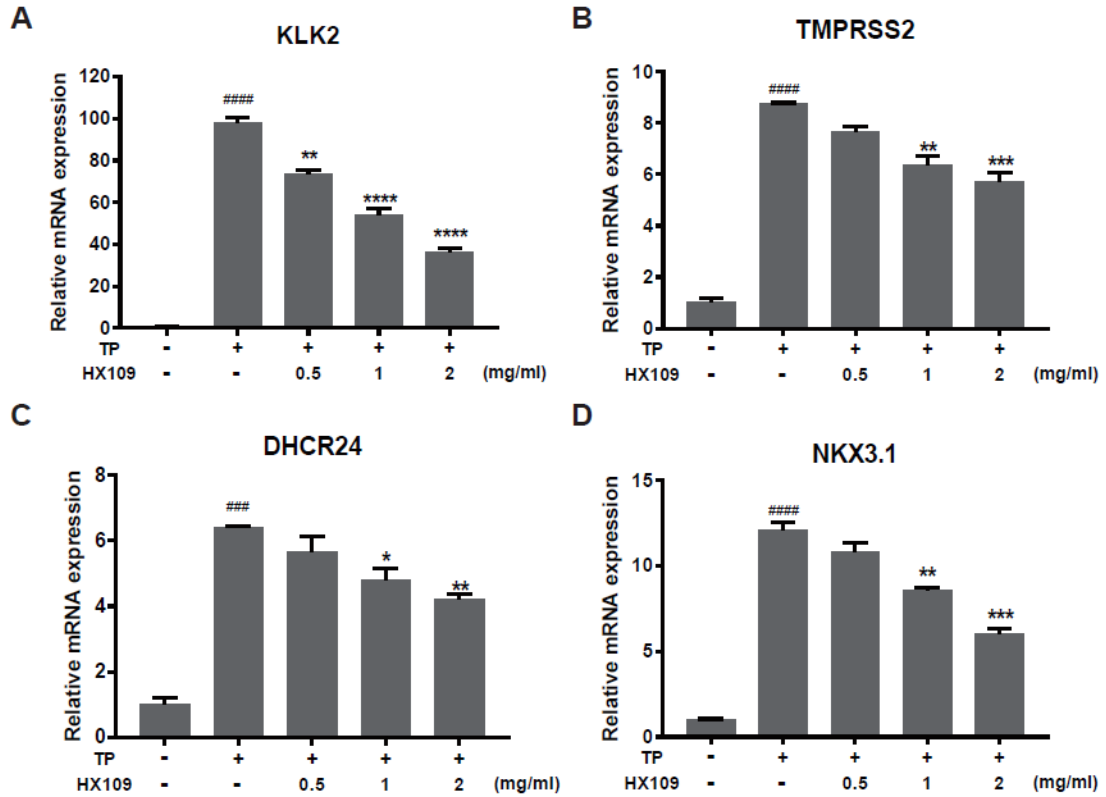 A
KLK2
Relative mRNA expression
120
100
80
60
40
20
0
####
**
****
****
TP - + + + +
HX109 - - 0.5 1 2 (mg/ml)
B
TMPRSS2
Relative mRNA expression
10
8
6
4
2
0
####
**
***
TP - + + + +
HX109 - - 0.5 1 2 (mg/ml)
C
DHCR24
Relative mRNA expression
8
6
4
2
0
###
*
**
TP - + + + +
HX109 - - 0.5 1 2 (mg/ml)
D
NKX3.1
Relative mRNA expression
15
10
5
0
####
**
***
TP - + + + +
HX109 - - 0.5 1 2 (mg/ml)